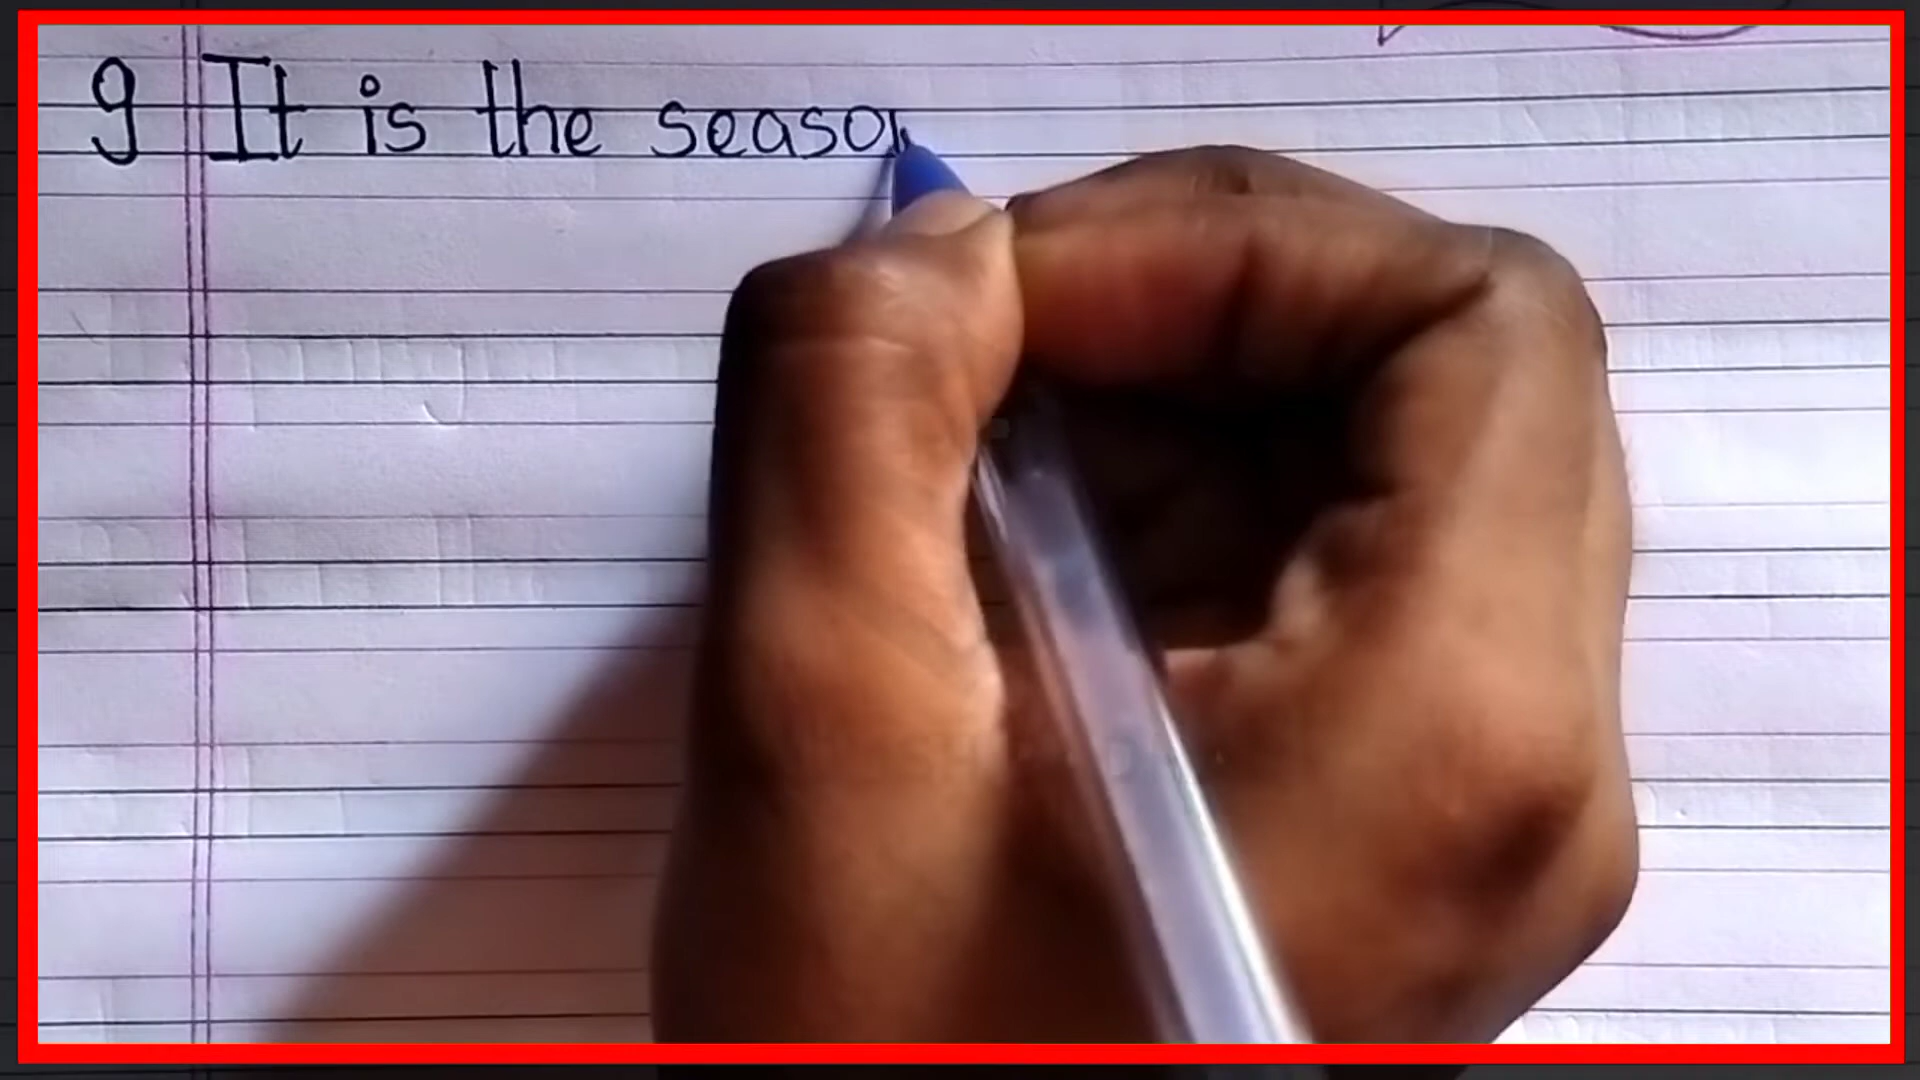 9 It is the seaso